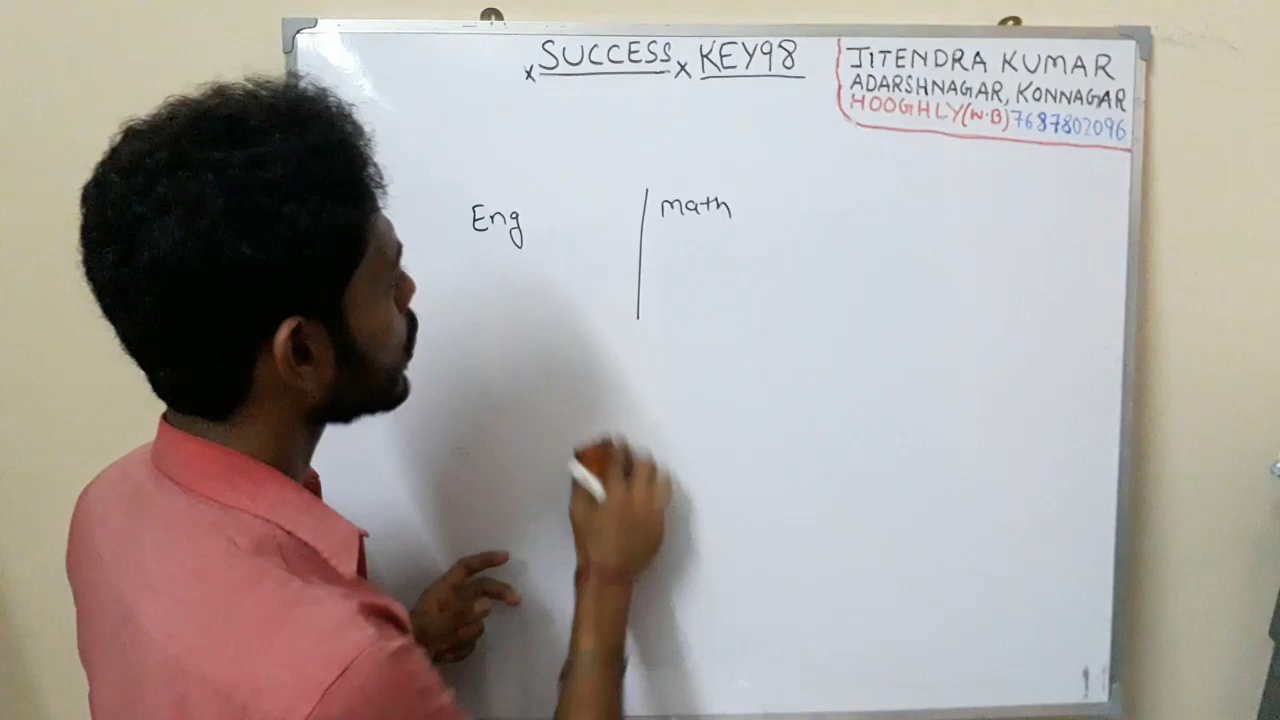 SUCCESS KEY98
JITENDRA KUMAR
ADARSHNAGAR, KONNAGAR
HOOGHLY(W.B) 7687802096
Eng
math